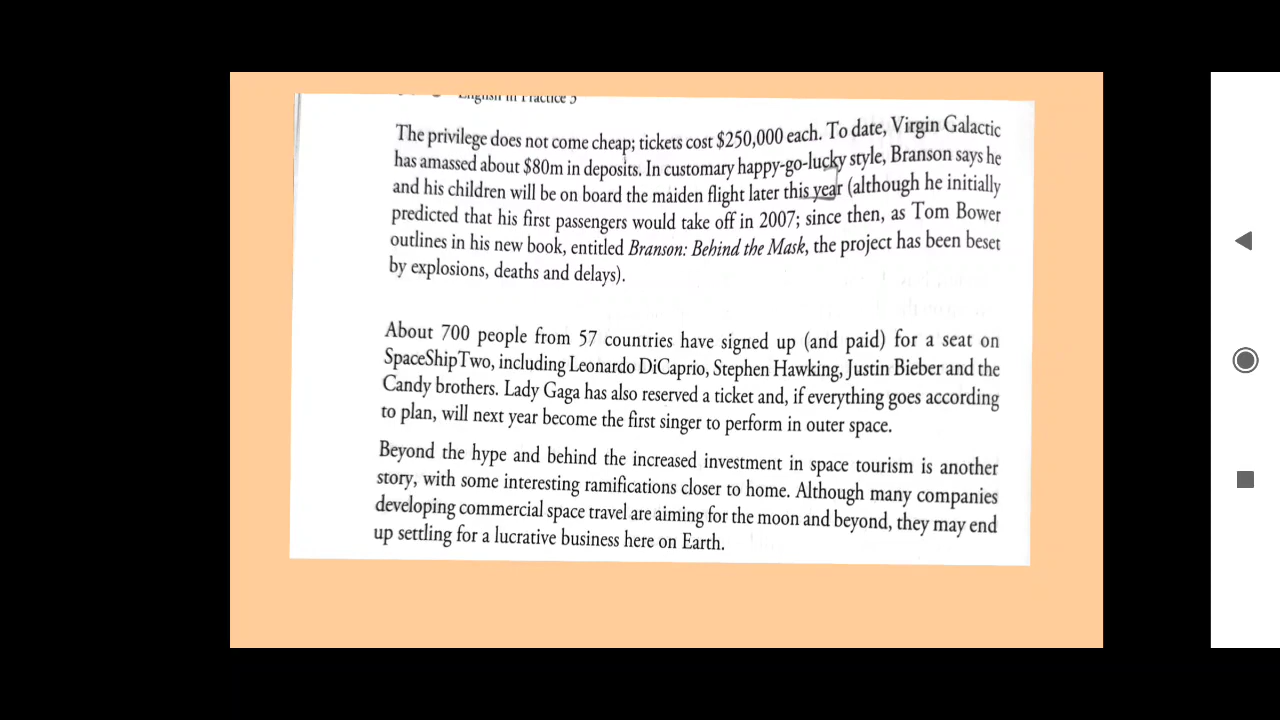 English in Practice 3
The privilege does not come cheap; tickets cost $250,000 each. To date, Virgin Galactic
has amassed about $80m in deposits. In customary happy-go-lucky style, Branson says he
and his children will be on board the maiden flight later this year (although he initially
predicted that his first passengers would take off in 2007; since then, as Tom Bower
outlines in his new book, entitled Branson: Behind the Mask, the project has been beset
by explosions, deaths and delays).
About 700 people from 57 countries have signed up (and paid) for a seat on
SpaceShipTwo, including Leonardo DiCaprio, Stephen Hawking, Justin Bieber and the
Candy brothers. Lady Gaga has also reserved a ticket and, if everything goes according
to plan, will next year become the first singer to perform in outer space.
Beyond the hype and behind the increased investment in space tourism is another
story, with some interesting ramifications closer to home. Although many companies
developing commercial space travel are aiming for the moon and beyond, they may end
up settling for a lucrative business here on Earth.